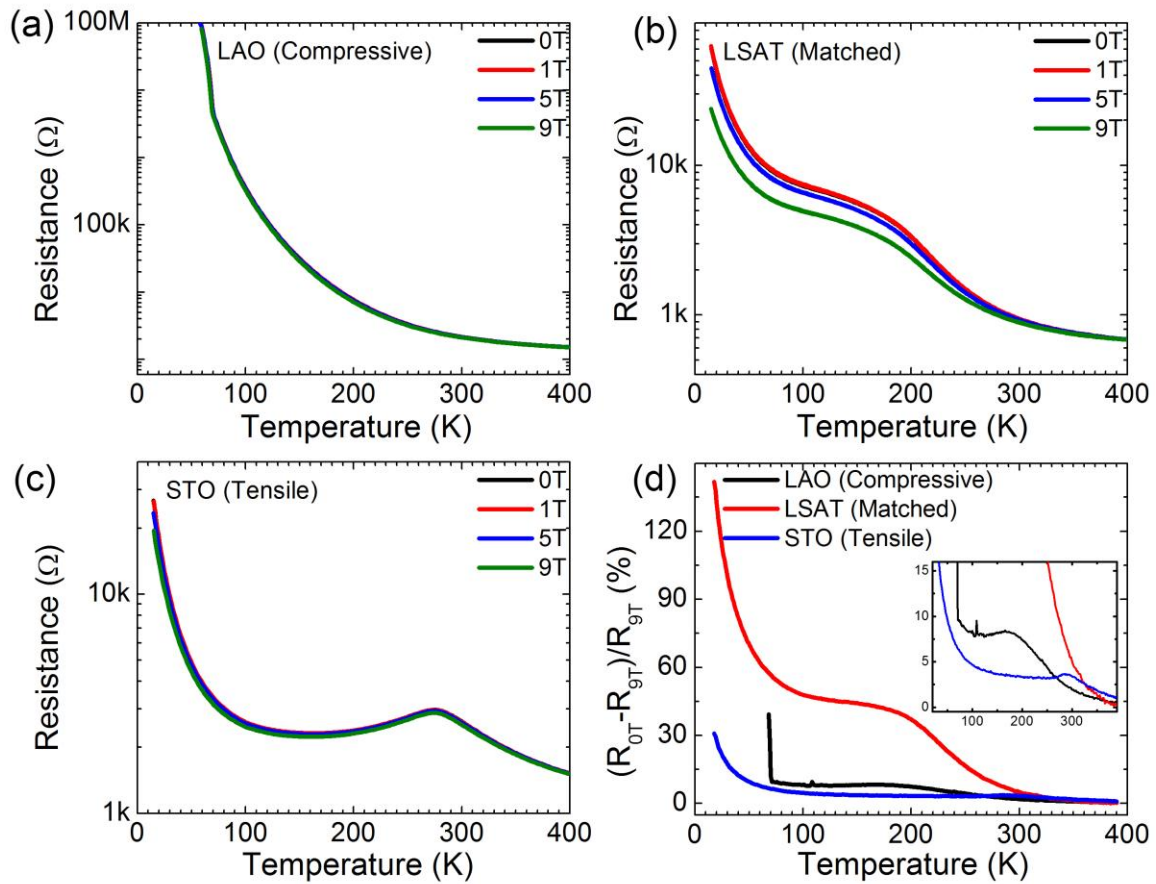 (a)
LAO (Compressive)
0T
1T
5T
9T
100M
100k
Resistance (Ω)
0
100
200
300
400
Temperature (K)
(b)
LSAT (Matched)
0T
1T
5T
9T
10k
1k
Resistance (Ω)
0
100
200
300
400
Temperature (K)
(c)
STO (Tensile)
0T
1T
5T
9T
10k
1k
Resistance (Ω)
0
100
200
300
400
Temperature (K)
(d)
LAO (Compressive)
LSAT (Matched)
STO (Tensile)
120
90
60
30
0
(R0T-R9T)/R9T (%)
15
10
5
0
100
200
300
0
100
200
300
400
Temperature (K)